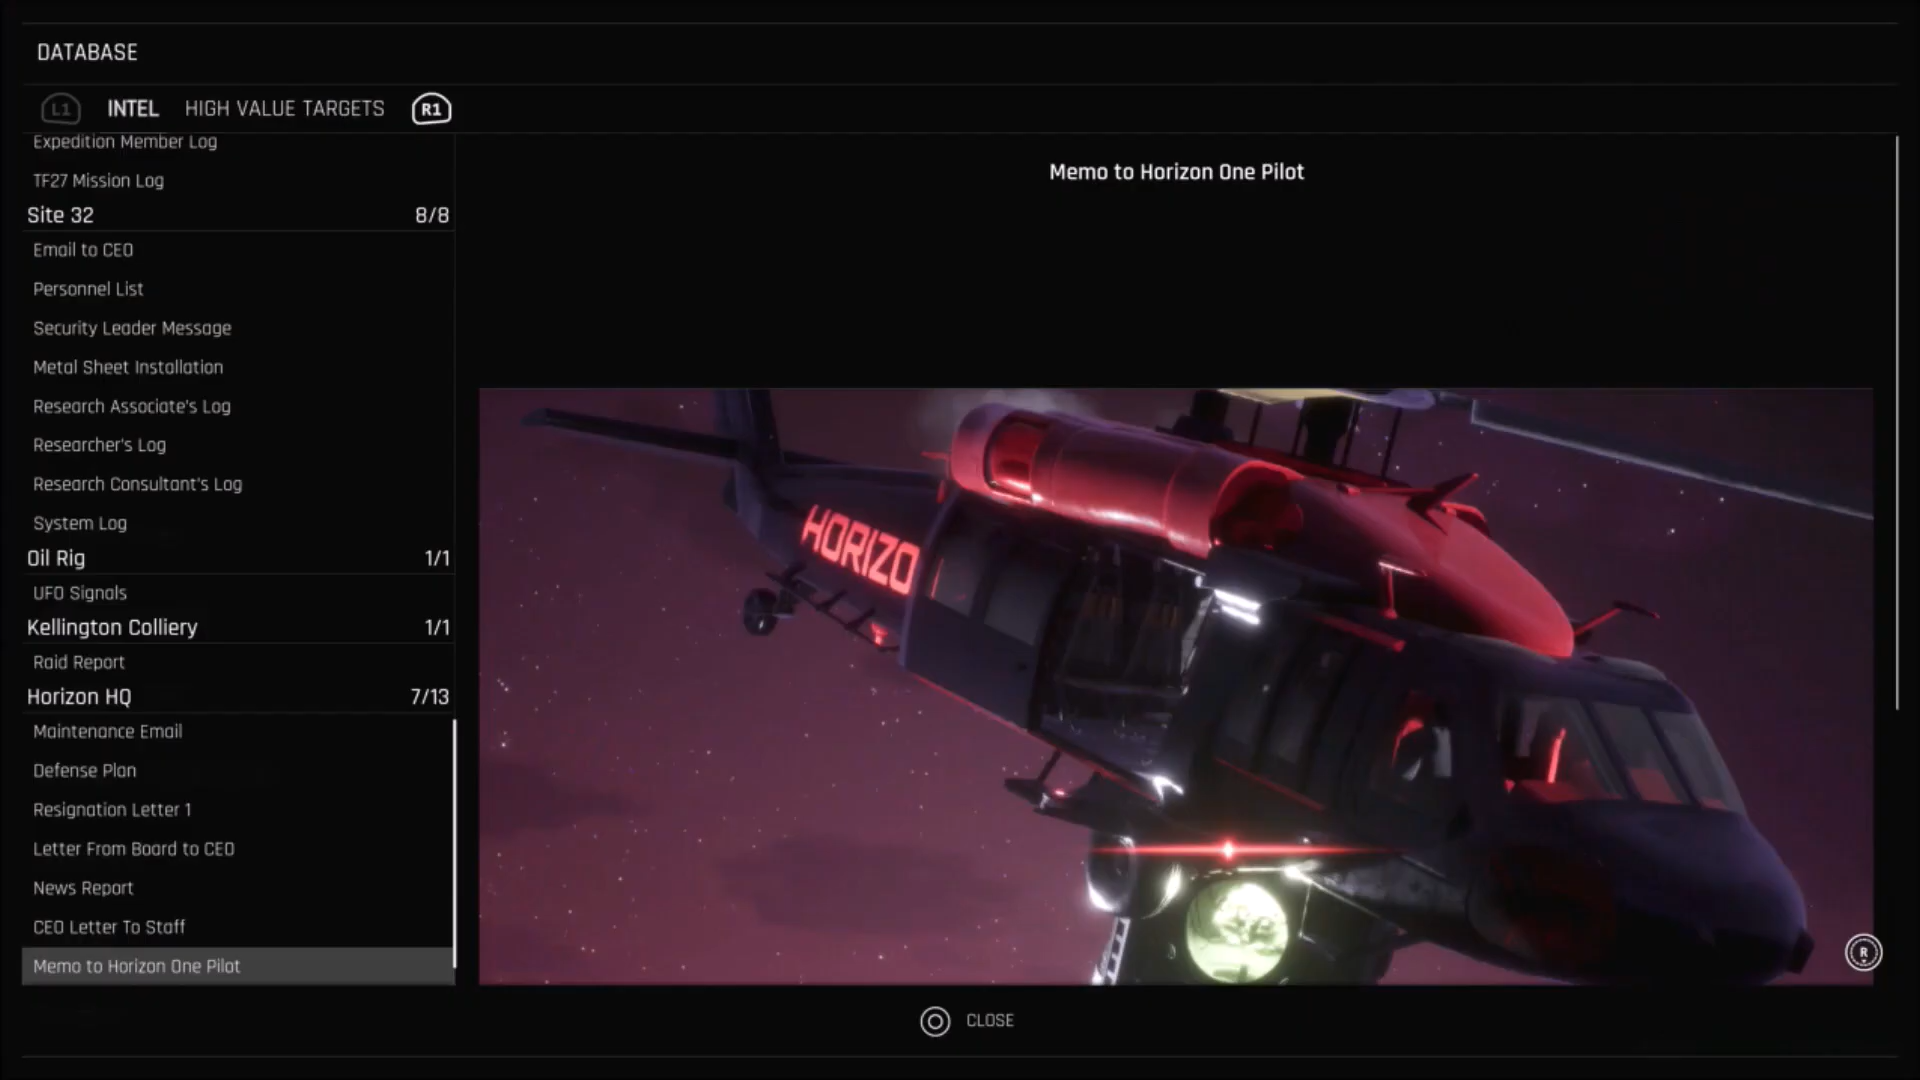 DATABASE
L1 INTEL HIGH VALUE TARGETS R1
Expedition Member Log
TF27 Mission Log
Site 32 8/8
Email to CEO
Personnel List
Security Leader Message
Metal Sheet Installation
Research Associate's Log
Researcher's Log
Research Consultant's Log
System Log
Oil Rig 1/1
UFO Signals
Kellington Colliery 1/1
Raid Report
Horizon HQ 7/13
Maintenance Email
Defense Plan
Resignation Letter 1
Letter From Board to CEO
News Report
CEO Letter To Staff
Memo to Horizon One Pilot
Memo to Horizon One Pilot
HORIZO
R
CLOSE